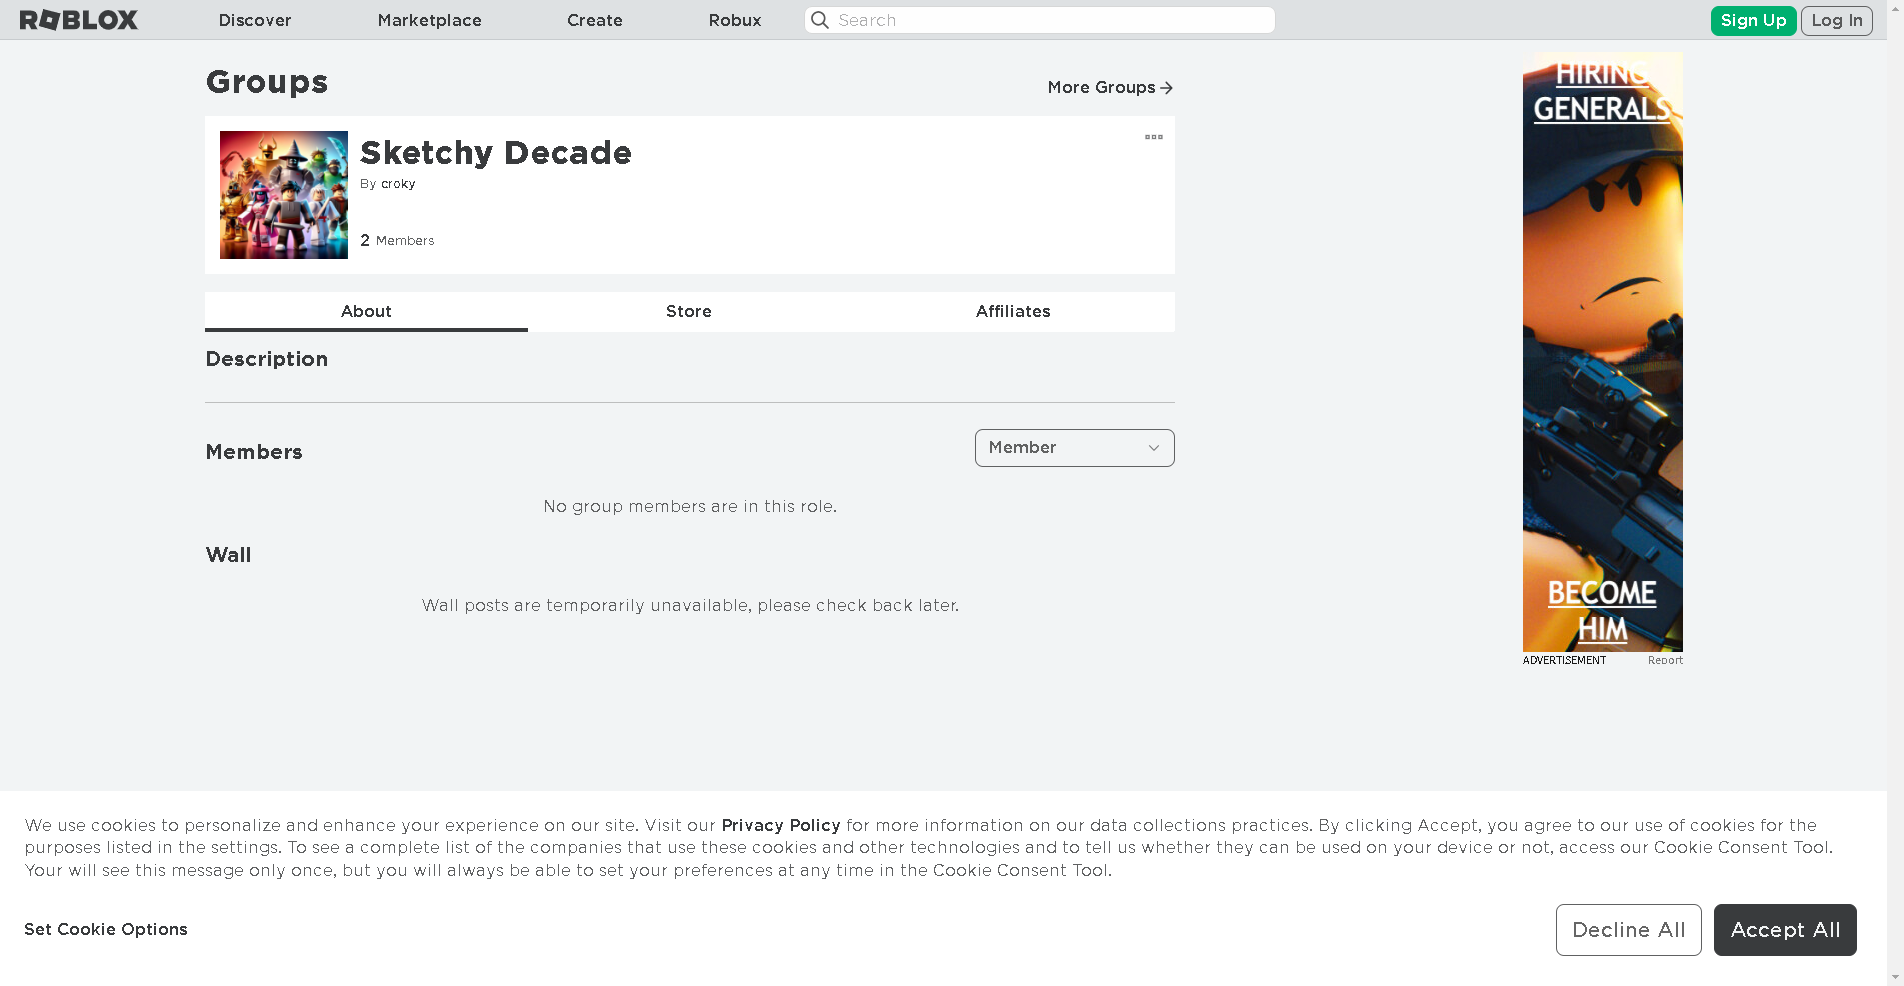 ROBLOX
Discover
Marketplace
Create
Robux
Search
Sign Up
Log In
Groups
More Groups
Sketchy Decade
By croky
2 Members
About
Store
Affiliates
Description
Members
Member
No group members are in this role.
Wall
Wall posts are temporarily unavailable, please check back later.
HIRING
GENERALS
BECOME
HIM
ADVERTISEMENT
Report
We use cookies to personalize and enhance your experience on our site. Visit our Privacy Policy for more information on our data collections practices. By clicking Accept, you agree to our use of cookies for the
purposes listed in the settings. To see a complete list of the companies that use these cookies and other technologies and to tell us whether they can be used on your device or not, access our Cookie Consent Tool.
Your will see this message only once, but you will always be able to set your preferences at any time in the Cookie Consent Tool.
Set Cookie Options
Decline All
Accept All